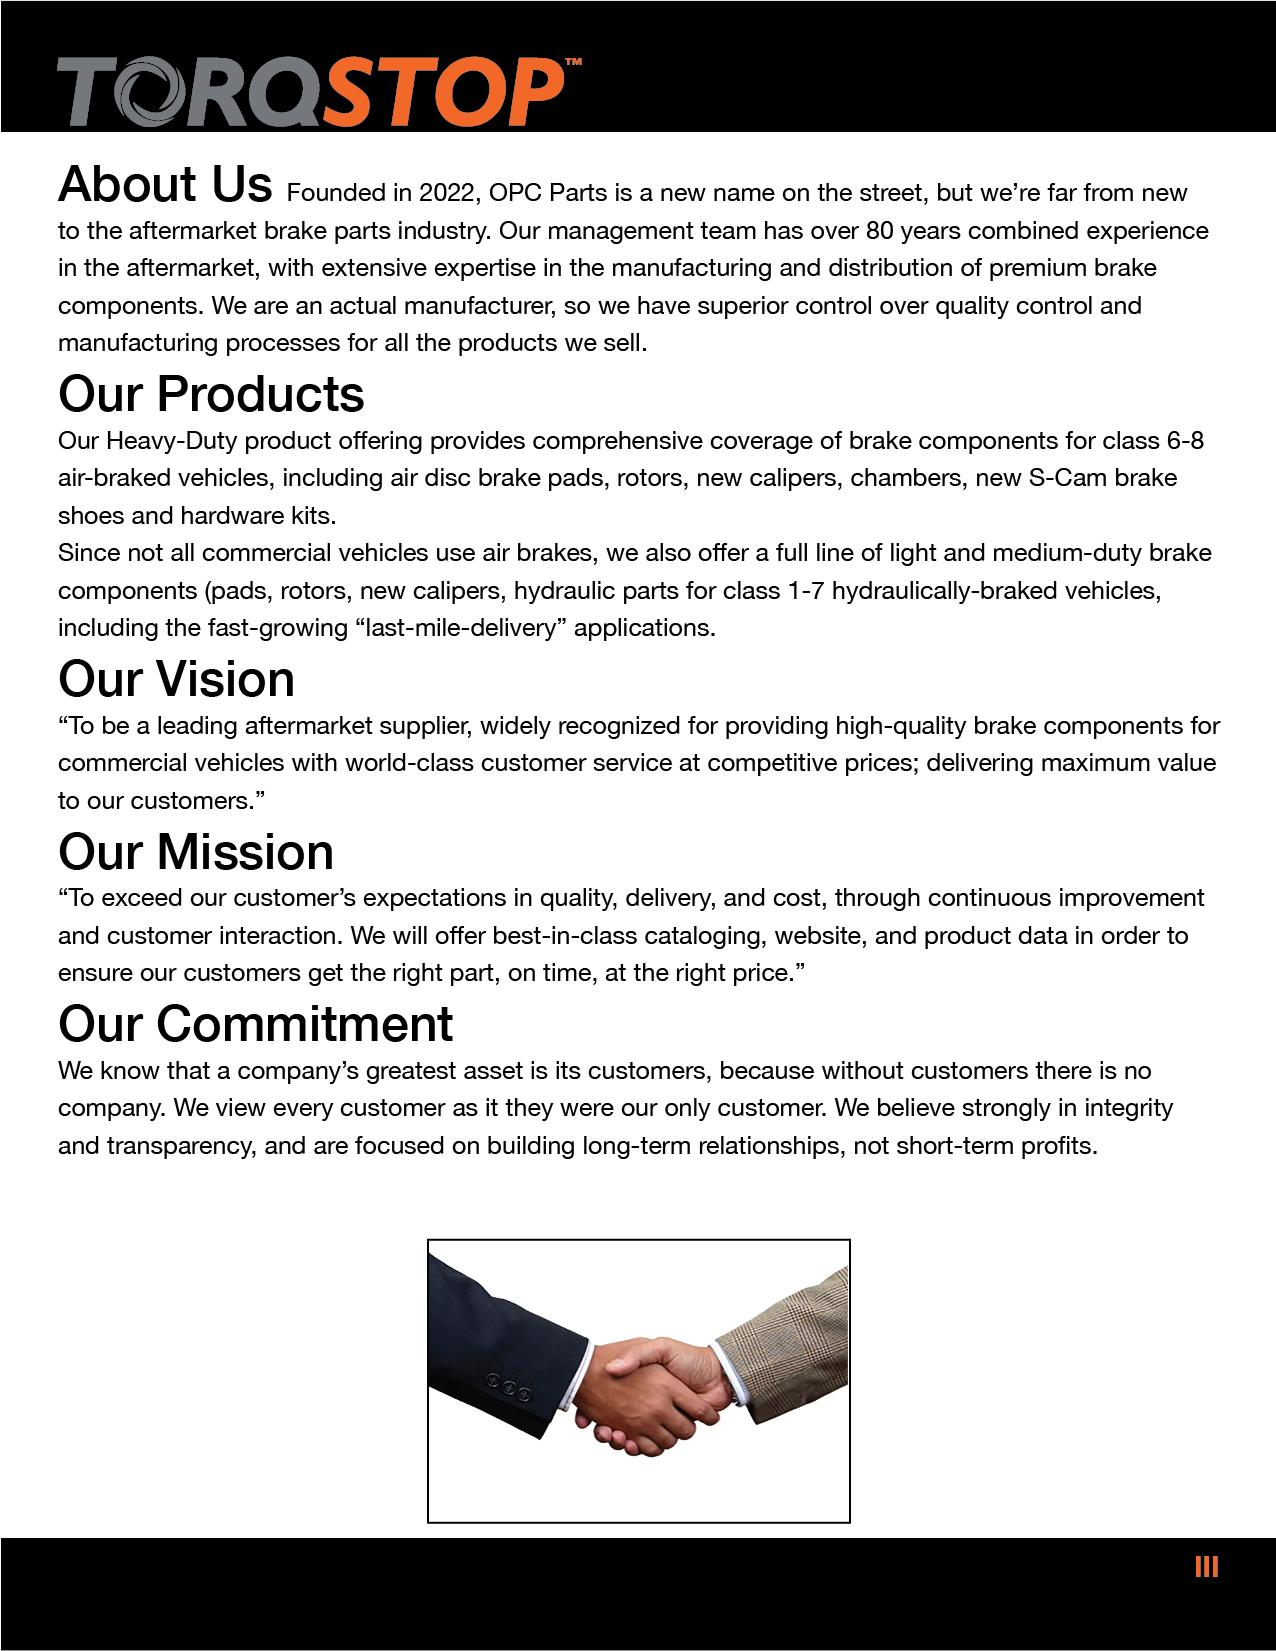 TORQSTOP™
About Us Founded in 2022, OPC Parts is a new name on the street, but we’re far from new
to the aftermarket brake parts industry. Our management team has over 80 years combined experience
in the aftermarket, with extensive expertise in the manufacturing and distribution of premium brake
components. We are an actual manufacturer, so we have superior control over quality control and
manufacturing processes for all the products we sell.
Our Products
Our Heavy-Duty product offering provides comprehensive coverage of brake components for class 6-8
air-braked vehicles, including air disc brake pads, rotors, new calipers, chambers, new S-Cam brake
shoes and hardware kits.
Since not all commercial vehicles use air brakes, we also offer a full line of light and medium-duty brake
components (pads, rotors, new calipers, hydraulic parts for class 1-7 hydraulically-braked vehicles,
including the fast-growing “last-mile-delivery” applications.
Our Vision
“To be a leading aftermarket supplier, widely recognized for providing high-quality brake components for
commercial vehicles with world-class customer service at competitive prices; delivering maximum value
to our customers.”
Our Mission
“To exceed our customer’s expectations in quality, delivery, and cost, through continuous improvement
and customer interaction. We will offer best-in-class cataloging, website, and product data in order to
ensure our customers get the right part, on time, at the right price.”
Our Commitment
We know that a company’s greatest asset is its customers, because without customers there is no
company. We view every customer as it they were our only customer. We believe strongly in integrity
and transparency, and are focused on building long-term relationships, not short-term profits.
III